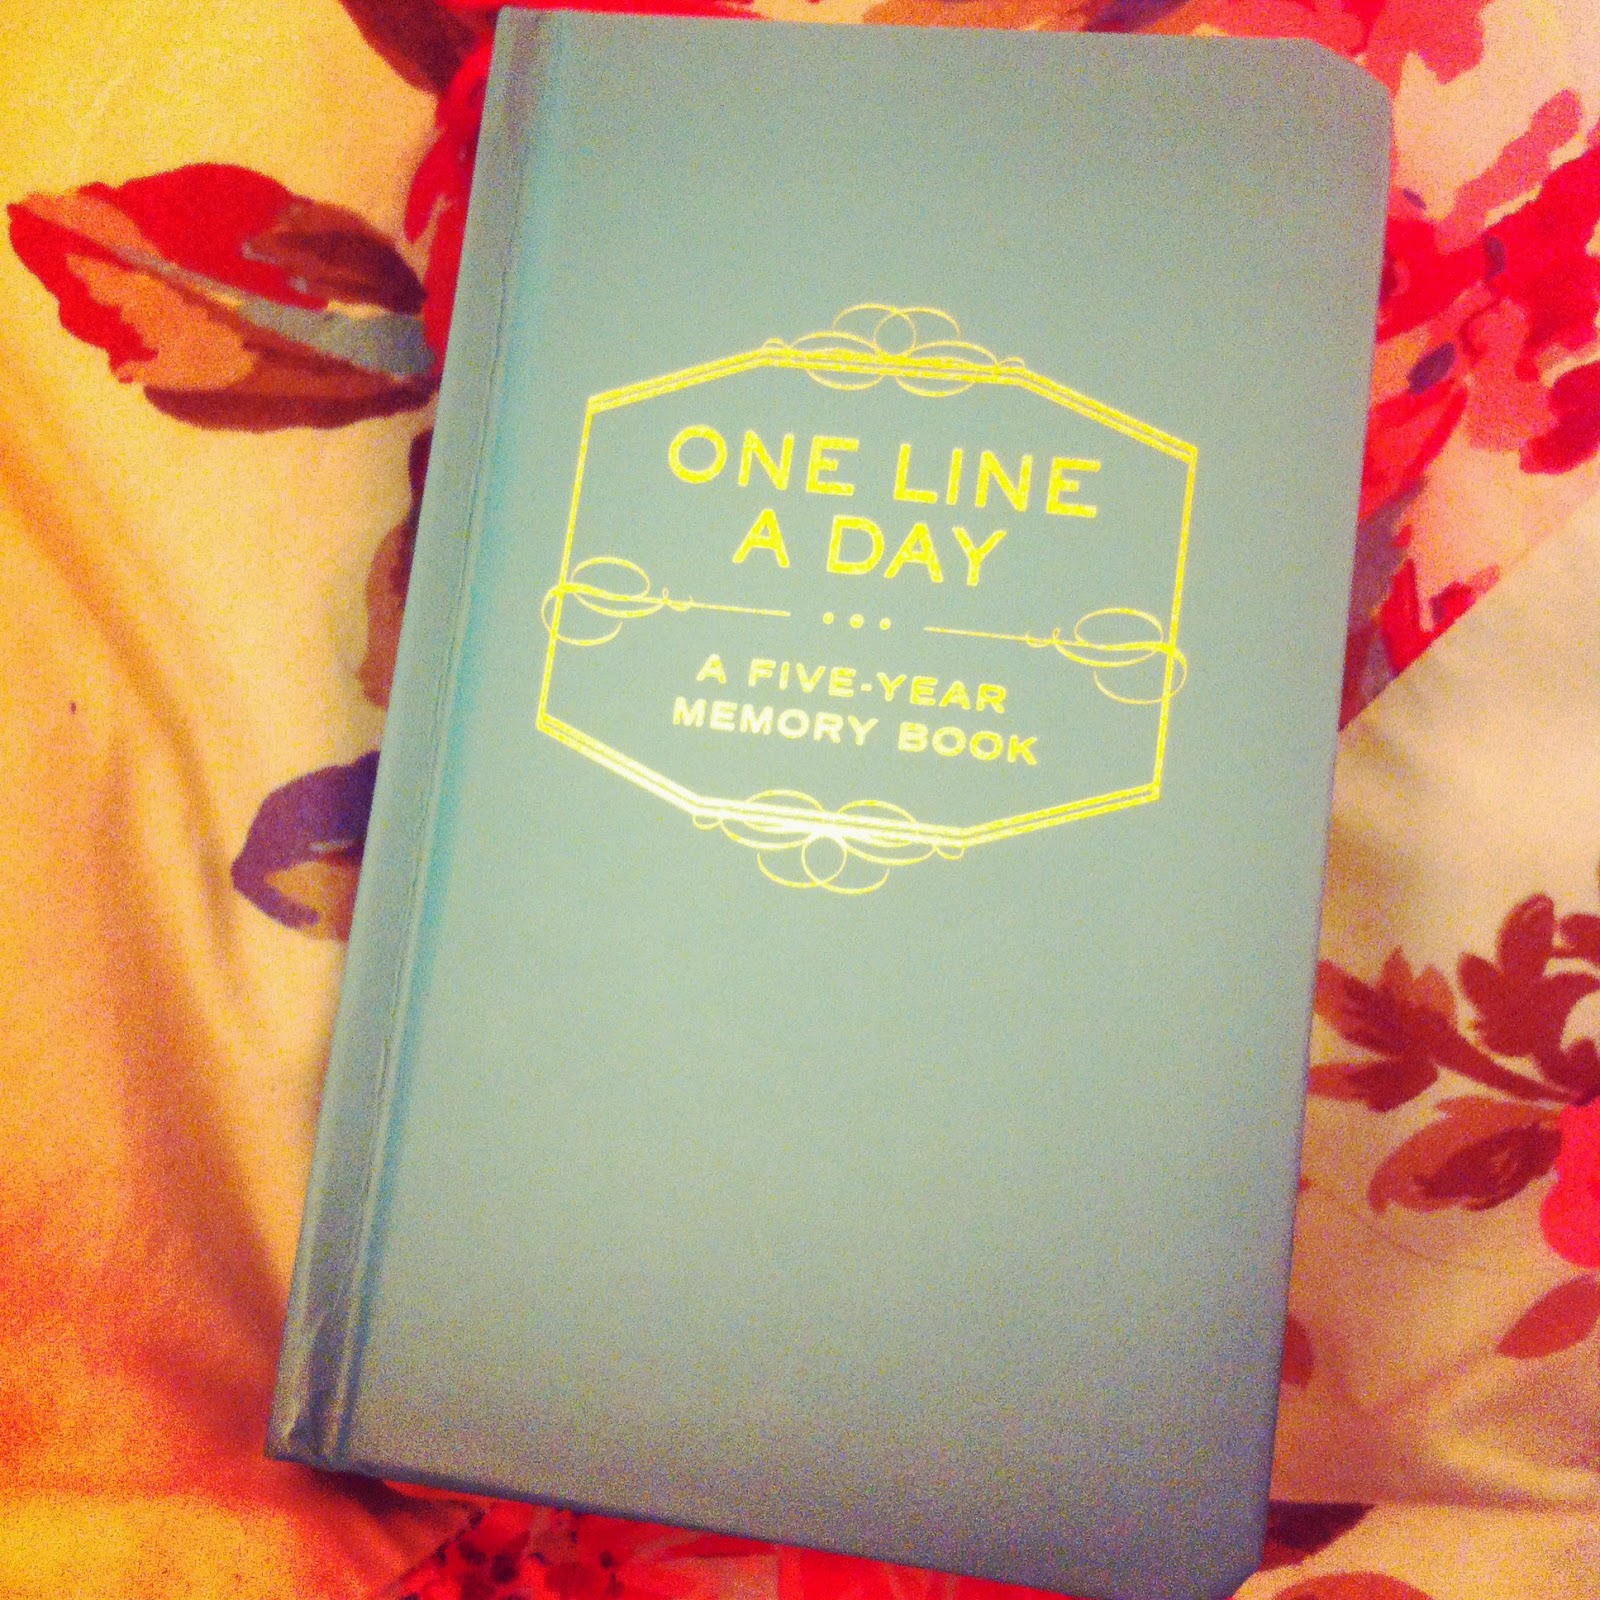 ONE LINE
A DAY
A FIVE-YEAR
MEMORY BOOK